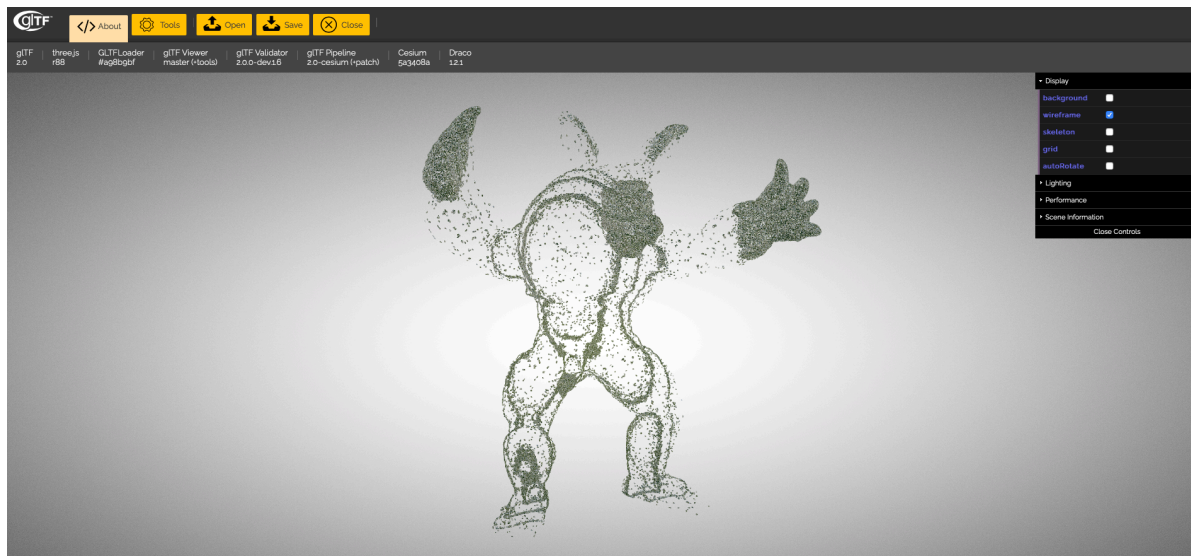 glTF™
</> About
Tools
Open
Save
Close
glTF
2.0
three.js
r88
GLTFLoader
#a98b9bf
glTF Viewer
master (+tools)
glTF Validator
2.0.0-dev.1.6
glTF Pipeline
2.0-cesium (+patch)
Cesium
5a3408a
Draco
1.2.1
Display
background
wireframe
skeleton
grid
autoRotate
Lighting
Performance
Scene Information
Close Controls